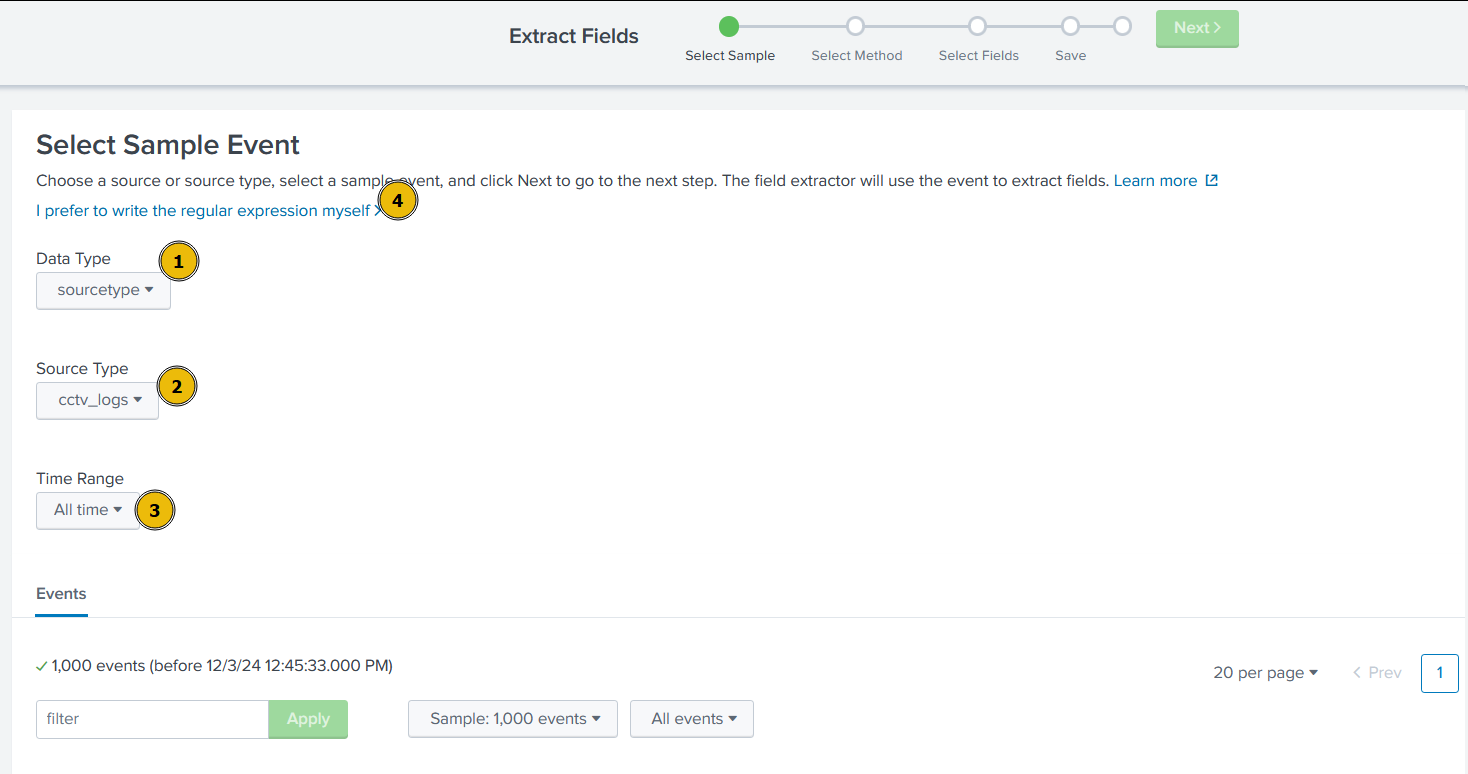 Extract Fields
Select Sample
Select Method
Select Fields
Save
Next >
Select Sample Event
Choose a source or source type, select a sample event, and click Next to go to the next step. The field extractor will use the event to extract fields. Learn more
I prefer to write the regular expression myself >
4
Data Type
1
sourcetype
Source Type
2
cctv_logs
Time Range
All time
3
Events
✓ 1,000 events (before 12/3/24 12:45:33.000 PM)
20 per page
< Prev
1
filter
Apply
Sample: 1,000 events
All events